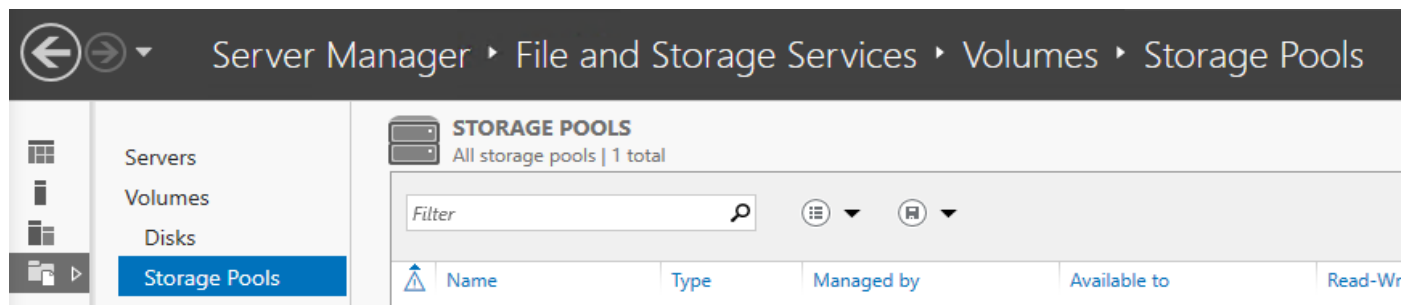 Server Manager ‣ File and Storage Services ‣ Volumes ‣ Storage Pools
Servers
Volumes
Disks
Storage Pools
STORAGE POOLS
All storage pools | 1 total
Filter
Name Type Managed by Available to Read-Wr